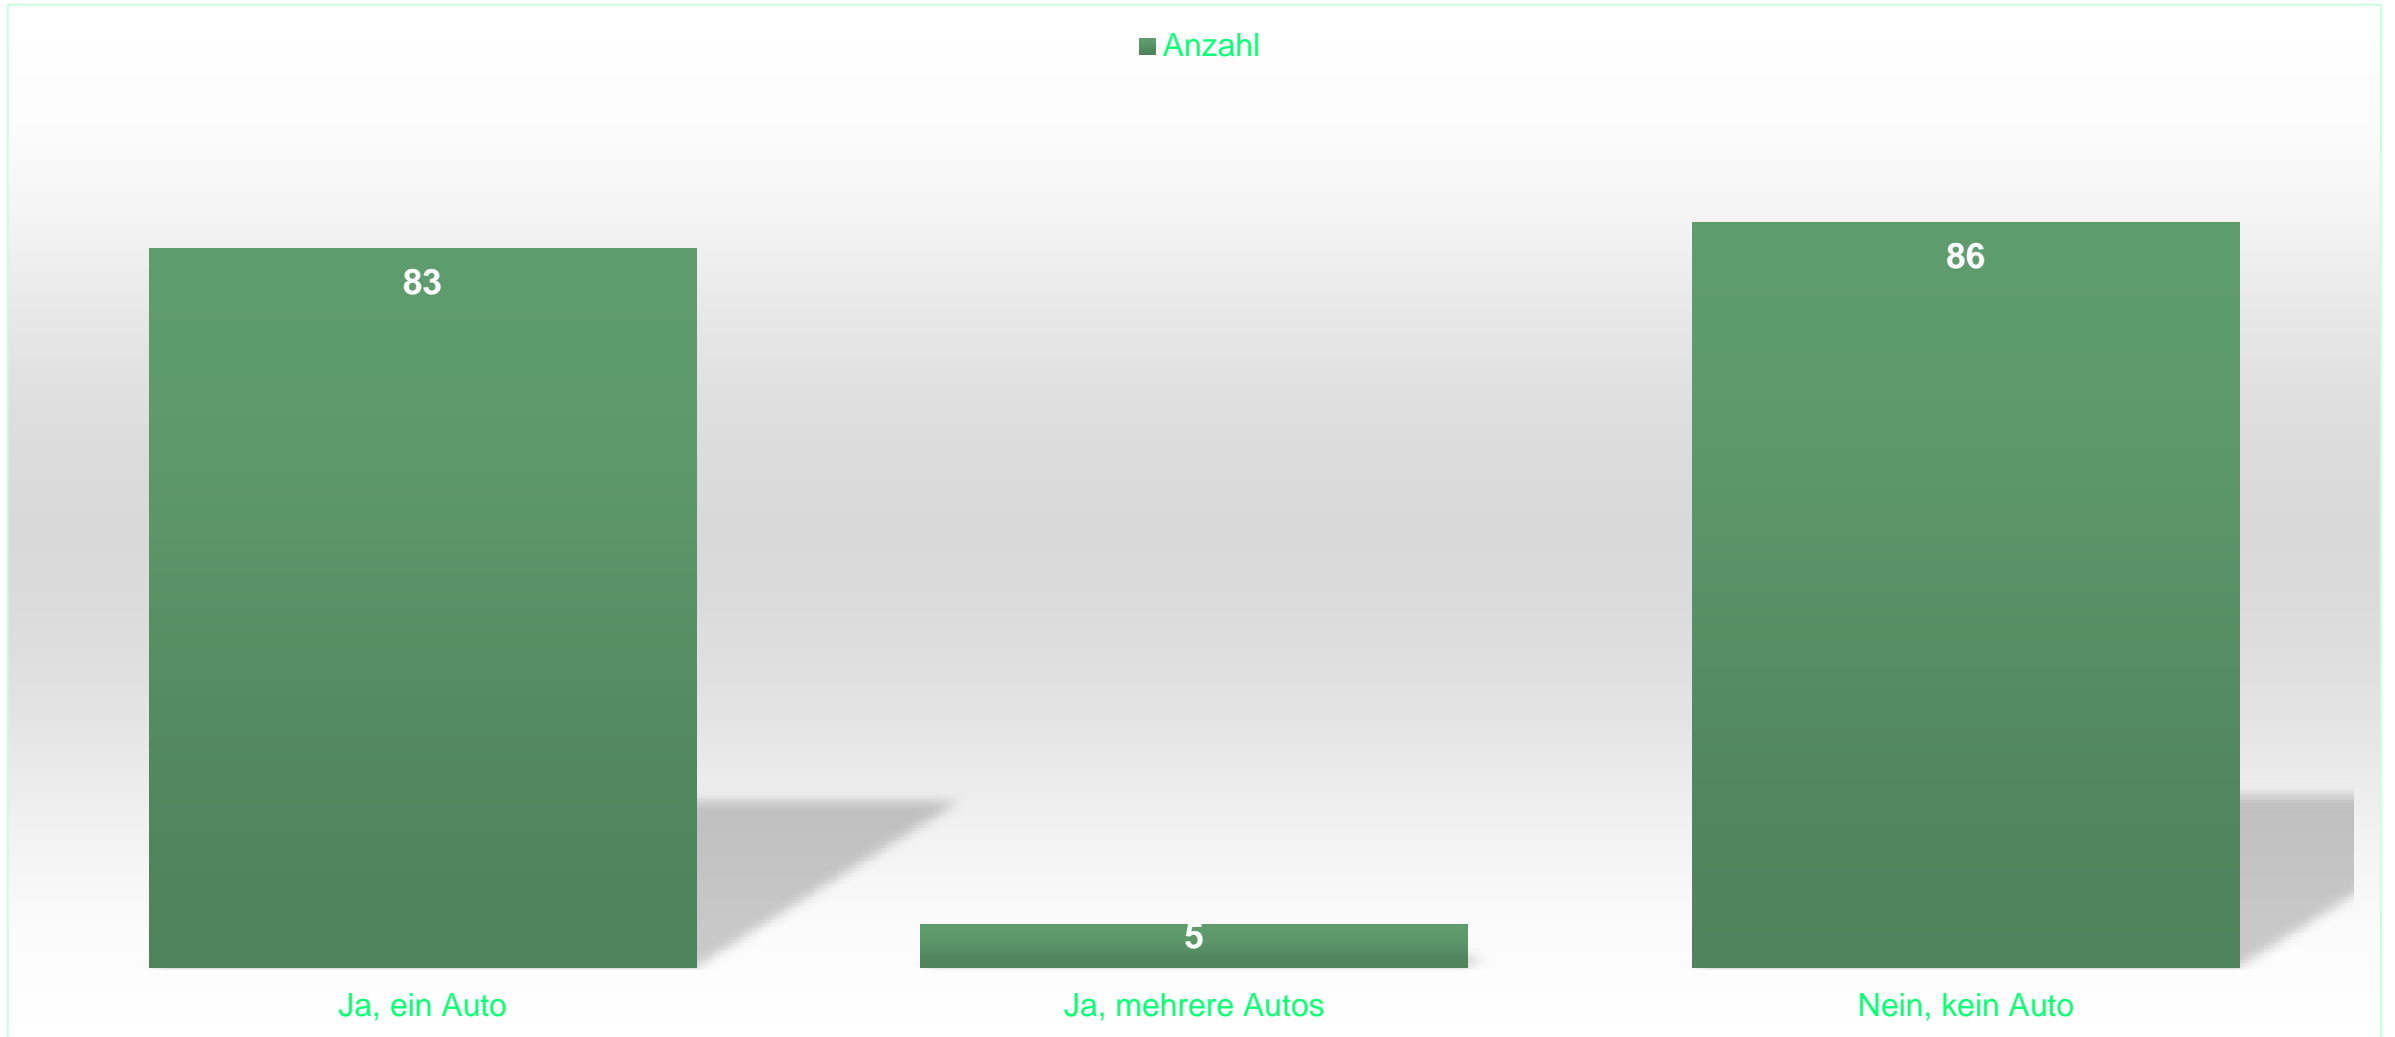 Anzahl
83
5
86
Ja, ein Auto
Ja, mehrere Autos
Nein, kein Auto